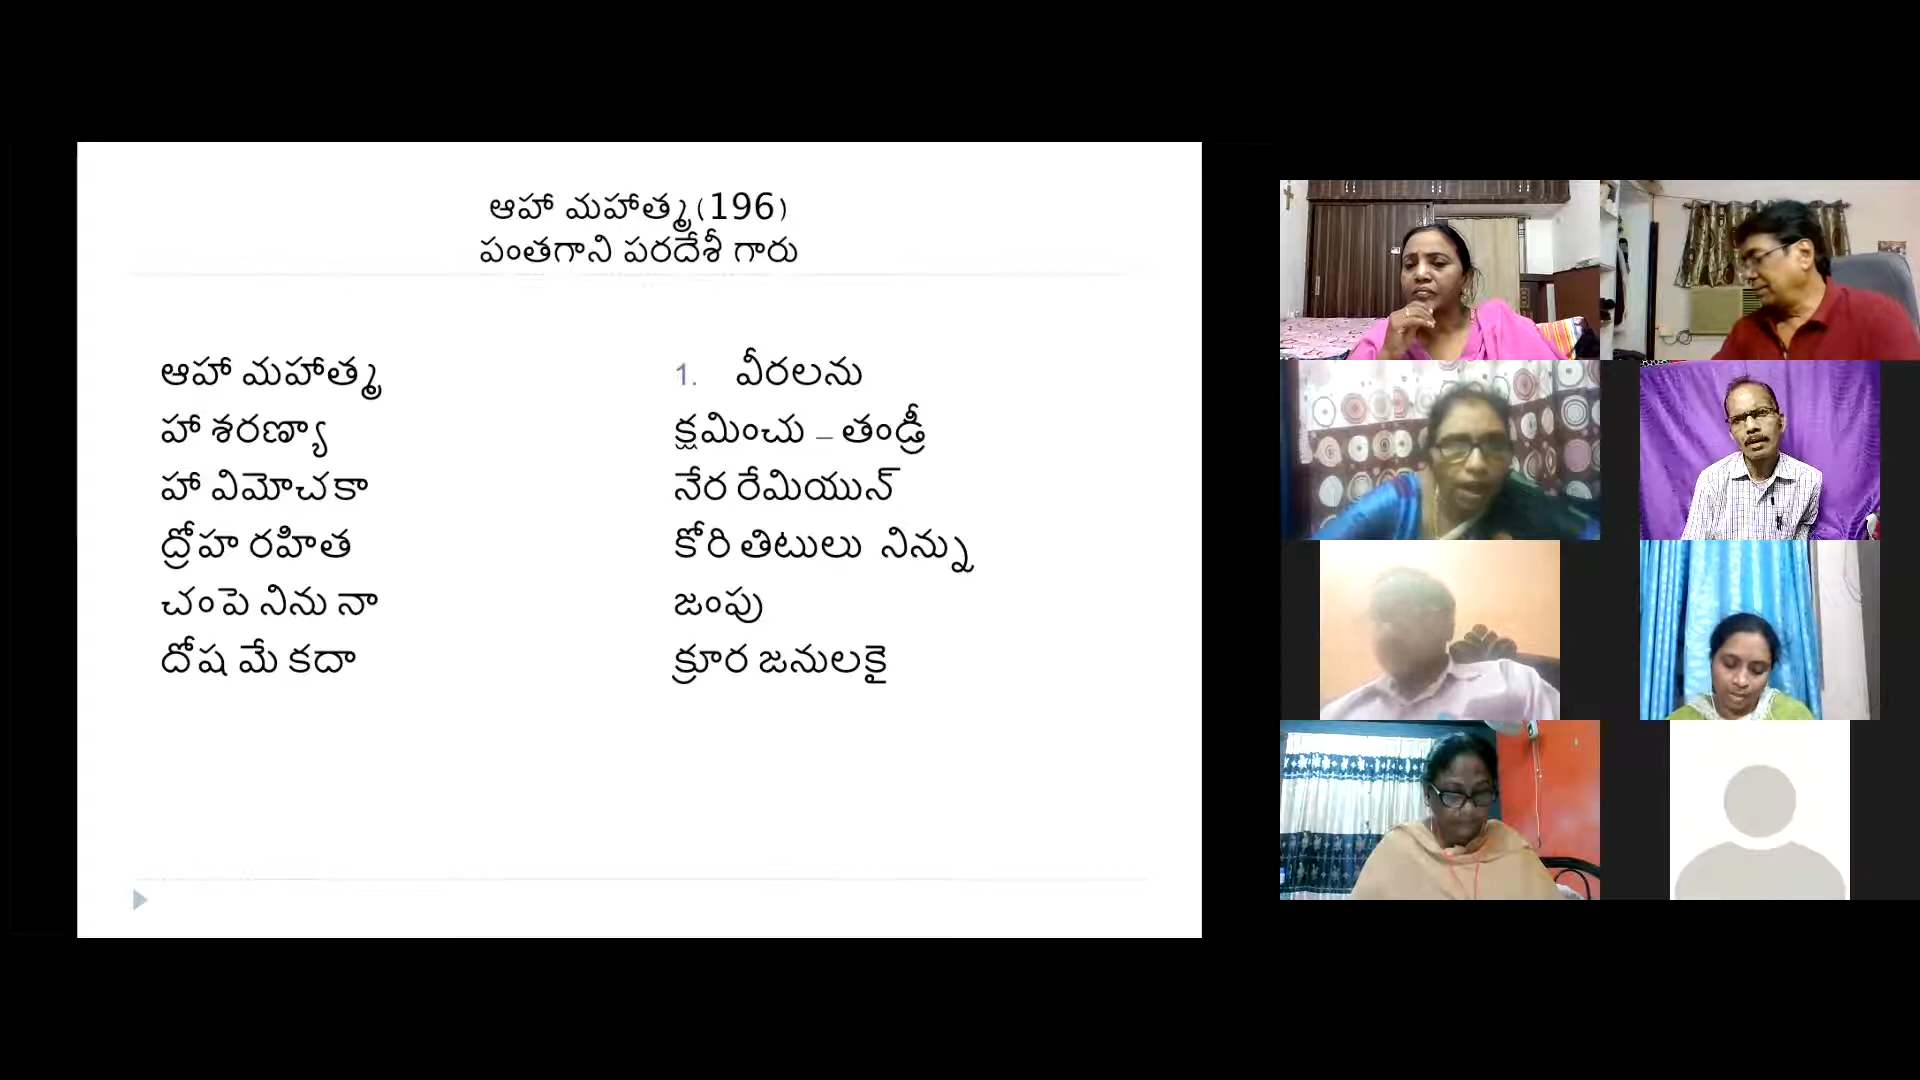 ఆహా మహాత్మ(196)
పంతగాని పరదేశీ గారు
ఆహా మహాత్మ
హా శరణ్యా
హా విమోచకా
ద్రోహ రహిత
చంపె నిను నా
దోష మే కదా
1. వీరలను
క్షమించు – తండ్రీ
నేర రేమియున్
కోరి తిటులు నిన్ను
జంపు
క్రూర జనులకై